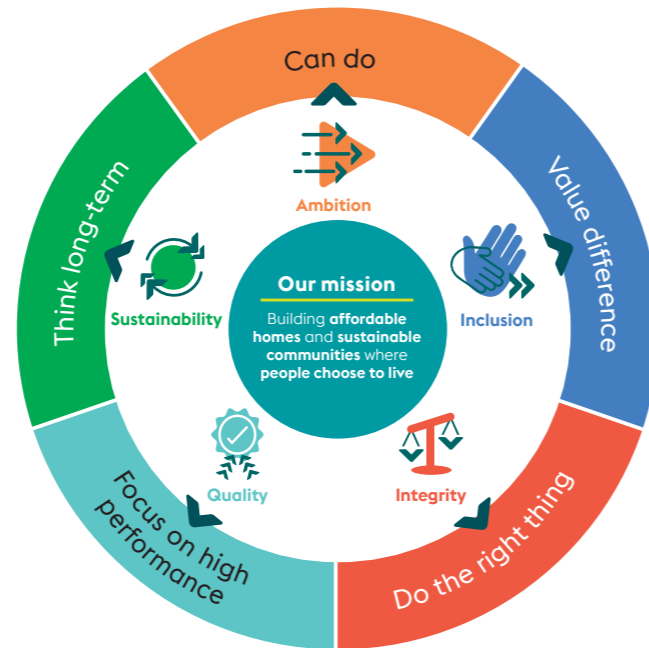 Can do
Value difference
Do the right thing
Focus on high
performance
Think long-term
Ambition
Inclusion
Integrity
Quality
Sustainability
Our mission
Building affordable
homes and sustainable
communities where
people choose to live